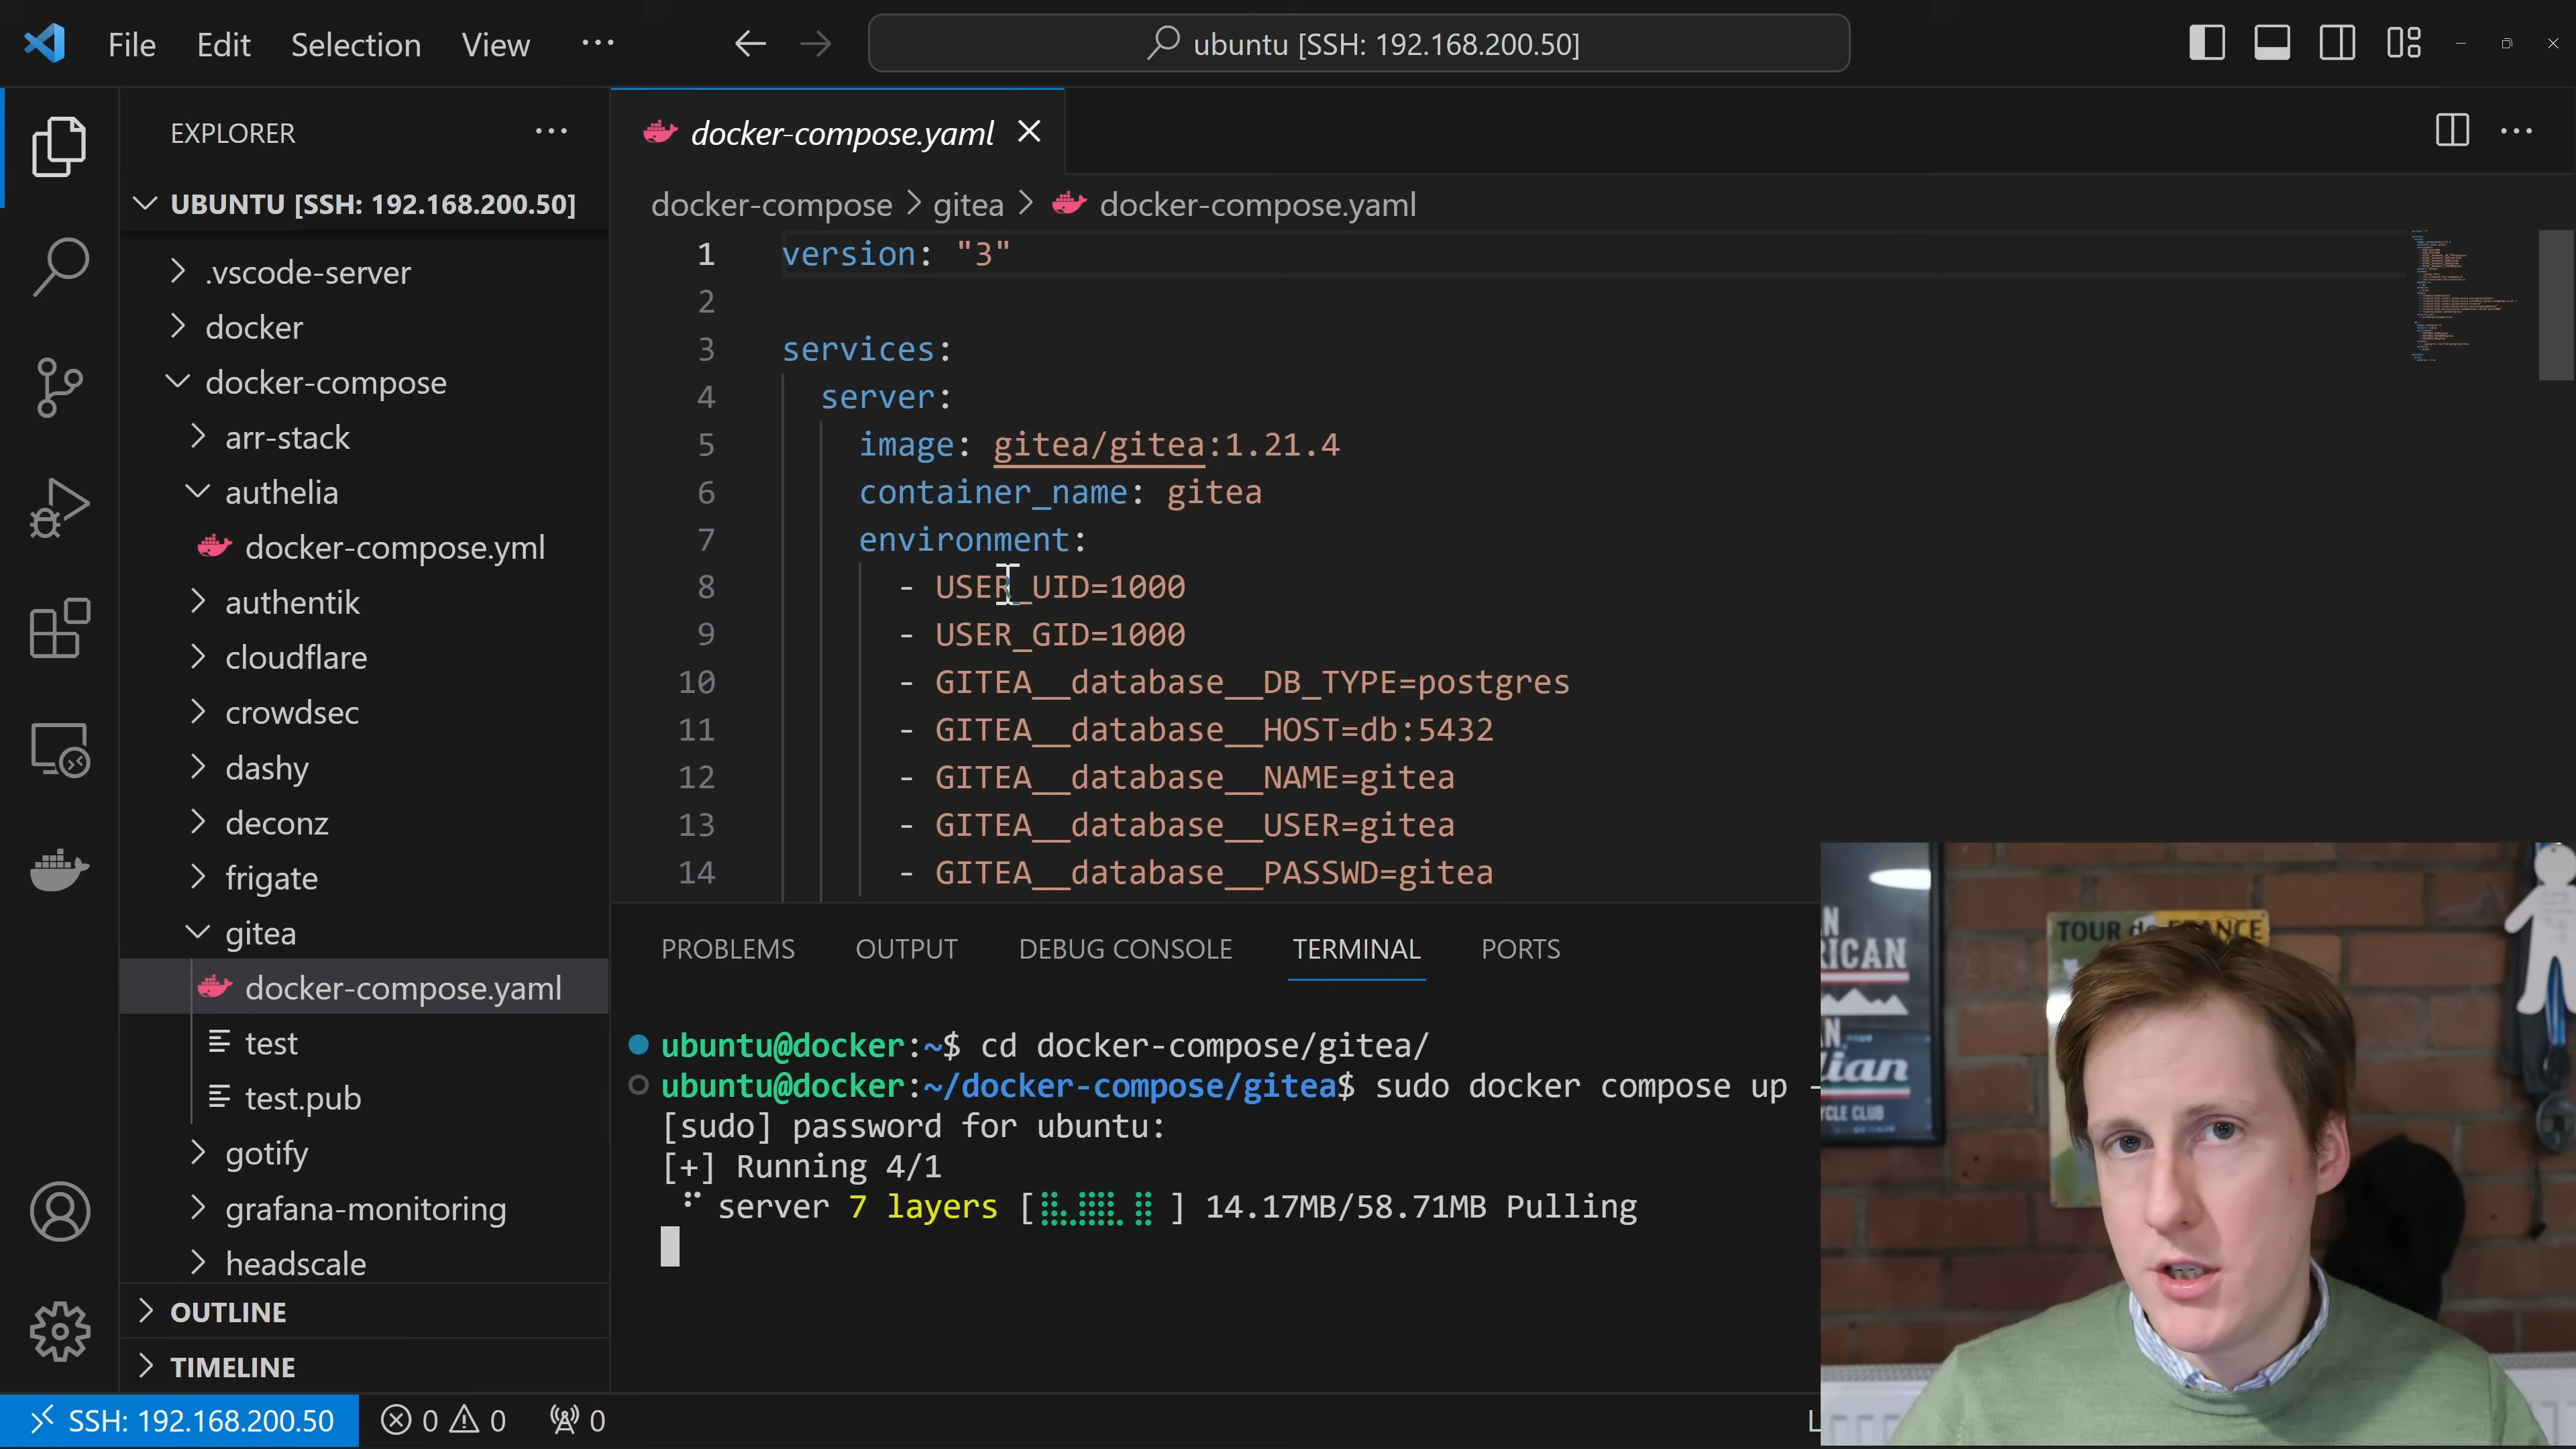 File Edit Selection View ···
ubuntu [SSH: 192.168.200.50]
EXPLORER ···
UBUNTU [SSH: 192.168.200.50]
.vscode-server
docker
docker-compose
arr-stack
authelia
docker-compose.yml
authentik
cloudflare
crowdsec
dashy
deconz
frigate
gitea
docker-compose.yaml
test
test.pub
gotify
grafana-monitoring
headscale
OUTLINE
TIMELINE
docker-compose.yaml
docker-compose > gitea > docker-compose.yaml
1 version: "3"
2
3 services:
4 server:
5 image: gitea/gitea:1.21.4
6 container_name: gitea
7 environment:
8 - USER_UID=1000
9 - USER_GID=1000
10 - GITEA__database__DB_TYPE=postgres
11 - GITEA__database__HOST=db:5432
12 - GITEA__database__NAME=gitea
13 - GITEA__database__USER=gitea
14 - GITEA__database__PASSWD=gitea
PROBLEMS OUTPUT DEBUG CONSOLE TERMINAL PORTS
ubuntu@docker:~$ cd docker-compose/gitea/
ubuntu@docker:~/docker-compose/gitea$ sudo docker compose up -
[sudo] password for ubuntu:
[+] Running 4/1
server 7 layers [ ] 14.17MB/58.71MB Pulling
TOUR de FRANCE
SSH: 192.168.200.50 0 0 0